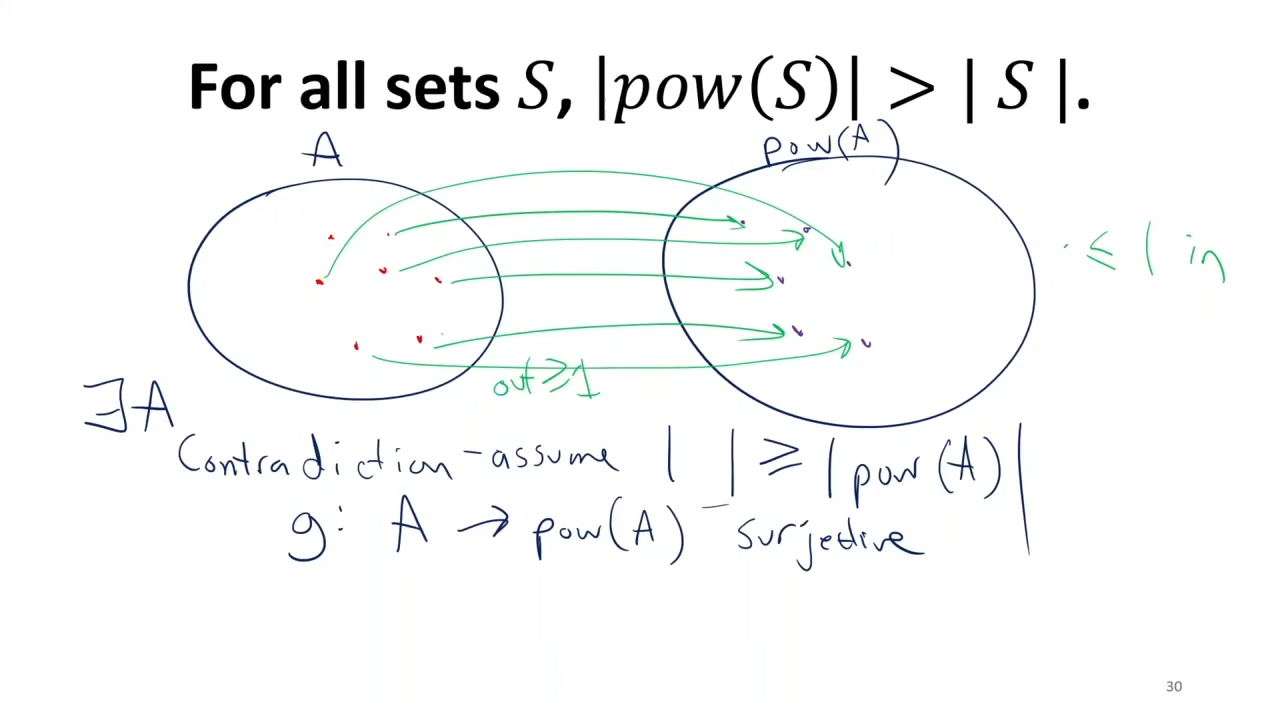 For all sets S, |pow(S)| > | S |.
A
pow(A)
≤ 1 in
out ≥ 1
∃A
Contradiction - assume | | ≥ |pow(A)|
g: A → pow(A) - surjective
30